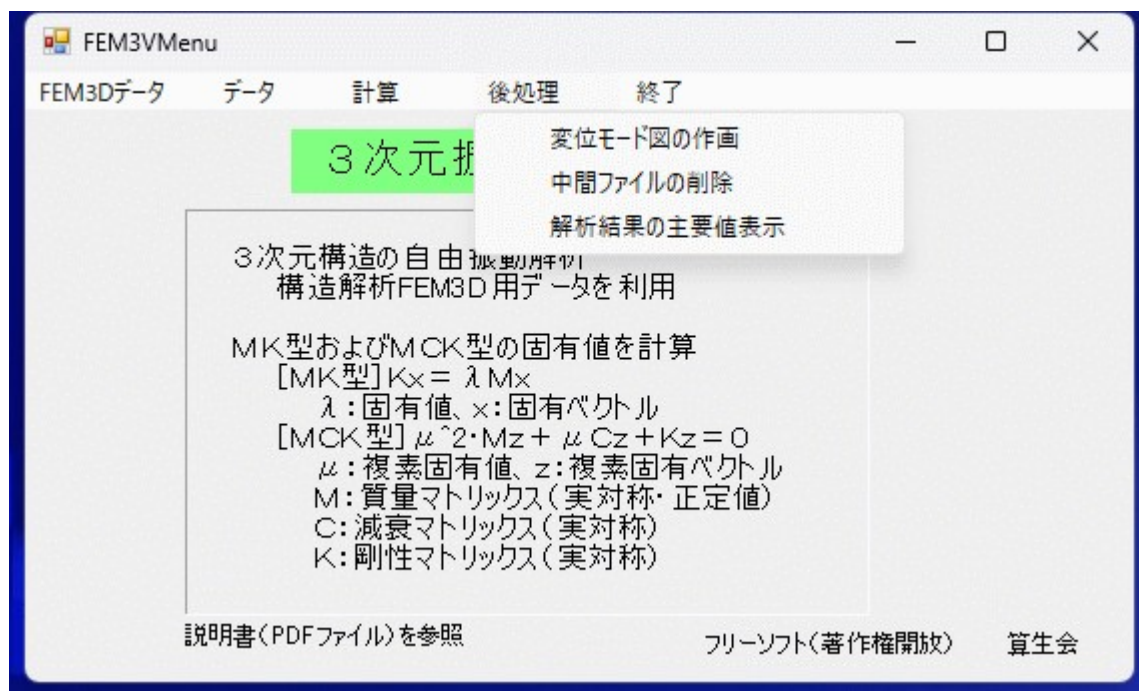 FEM3VMenu
FEM3Dデータ データ 計算 後処理 終了
変位モード図の作画
中間ファイルの削除
解析結果の主要値表示
3次元
3次元構造の自由振動解析
構造解析FEM3D用データを利用
MK型およびMCK型の固有値を計算
[MK型]Kx=λMx
λ:固有値、x:固有ベクトル
[MCK型]μ^2・Mz+μCz+Kz=0
μ:複素固有値、z:複素固有ベクトル
M:質量マトリックス(実対称・正定値)
C:減衰マトリックス(実対称)
K:剛性マトリックス(実対称)
説明書(PDFファイル)を参照
フリーソフト(著作権開放) 算生会